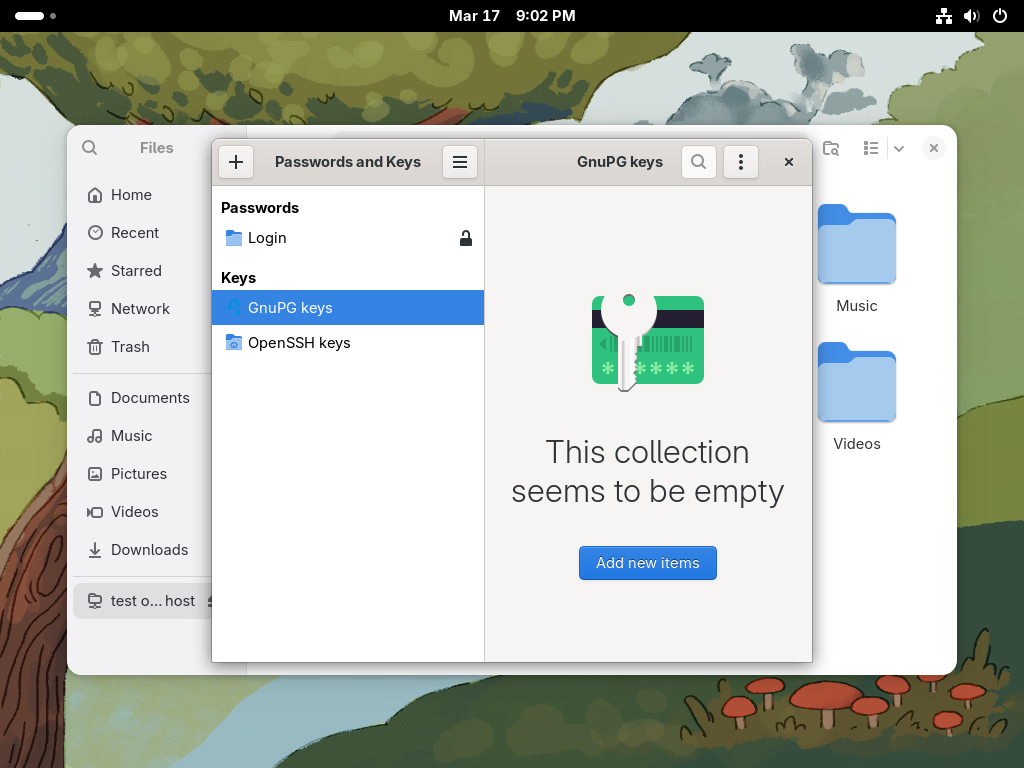 Mar 17 9:02 PM
Files
Home
Recent
Starred
Network
Trash
Documents
Music
Pictures
Videos
Downloads
test o... host
Passwords and Keys
Passwords
Login
Keys
GnuPG keys
OpenSSH keys
GnuPG keys
This collection
seems to be empty
Add new items
Music
Videos